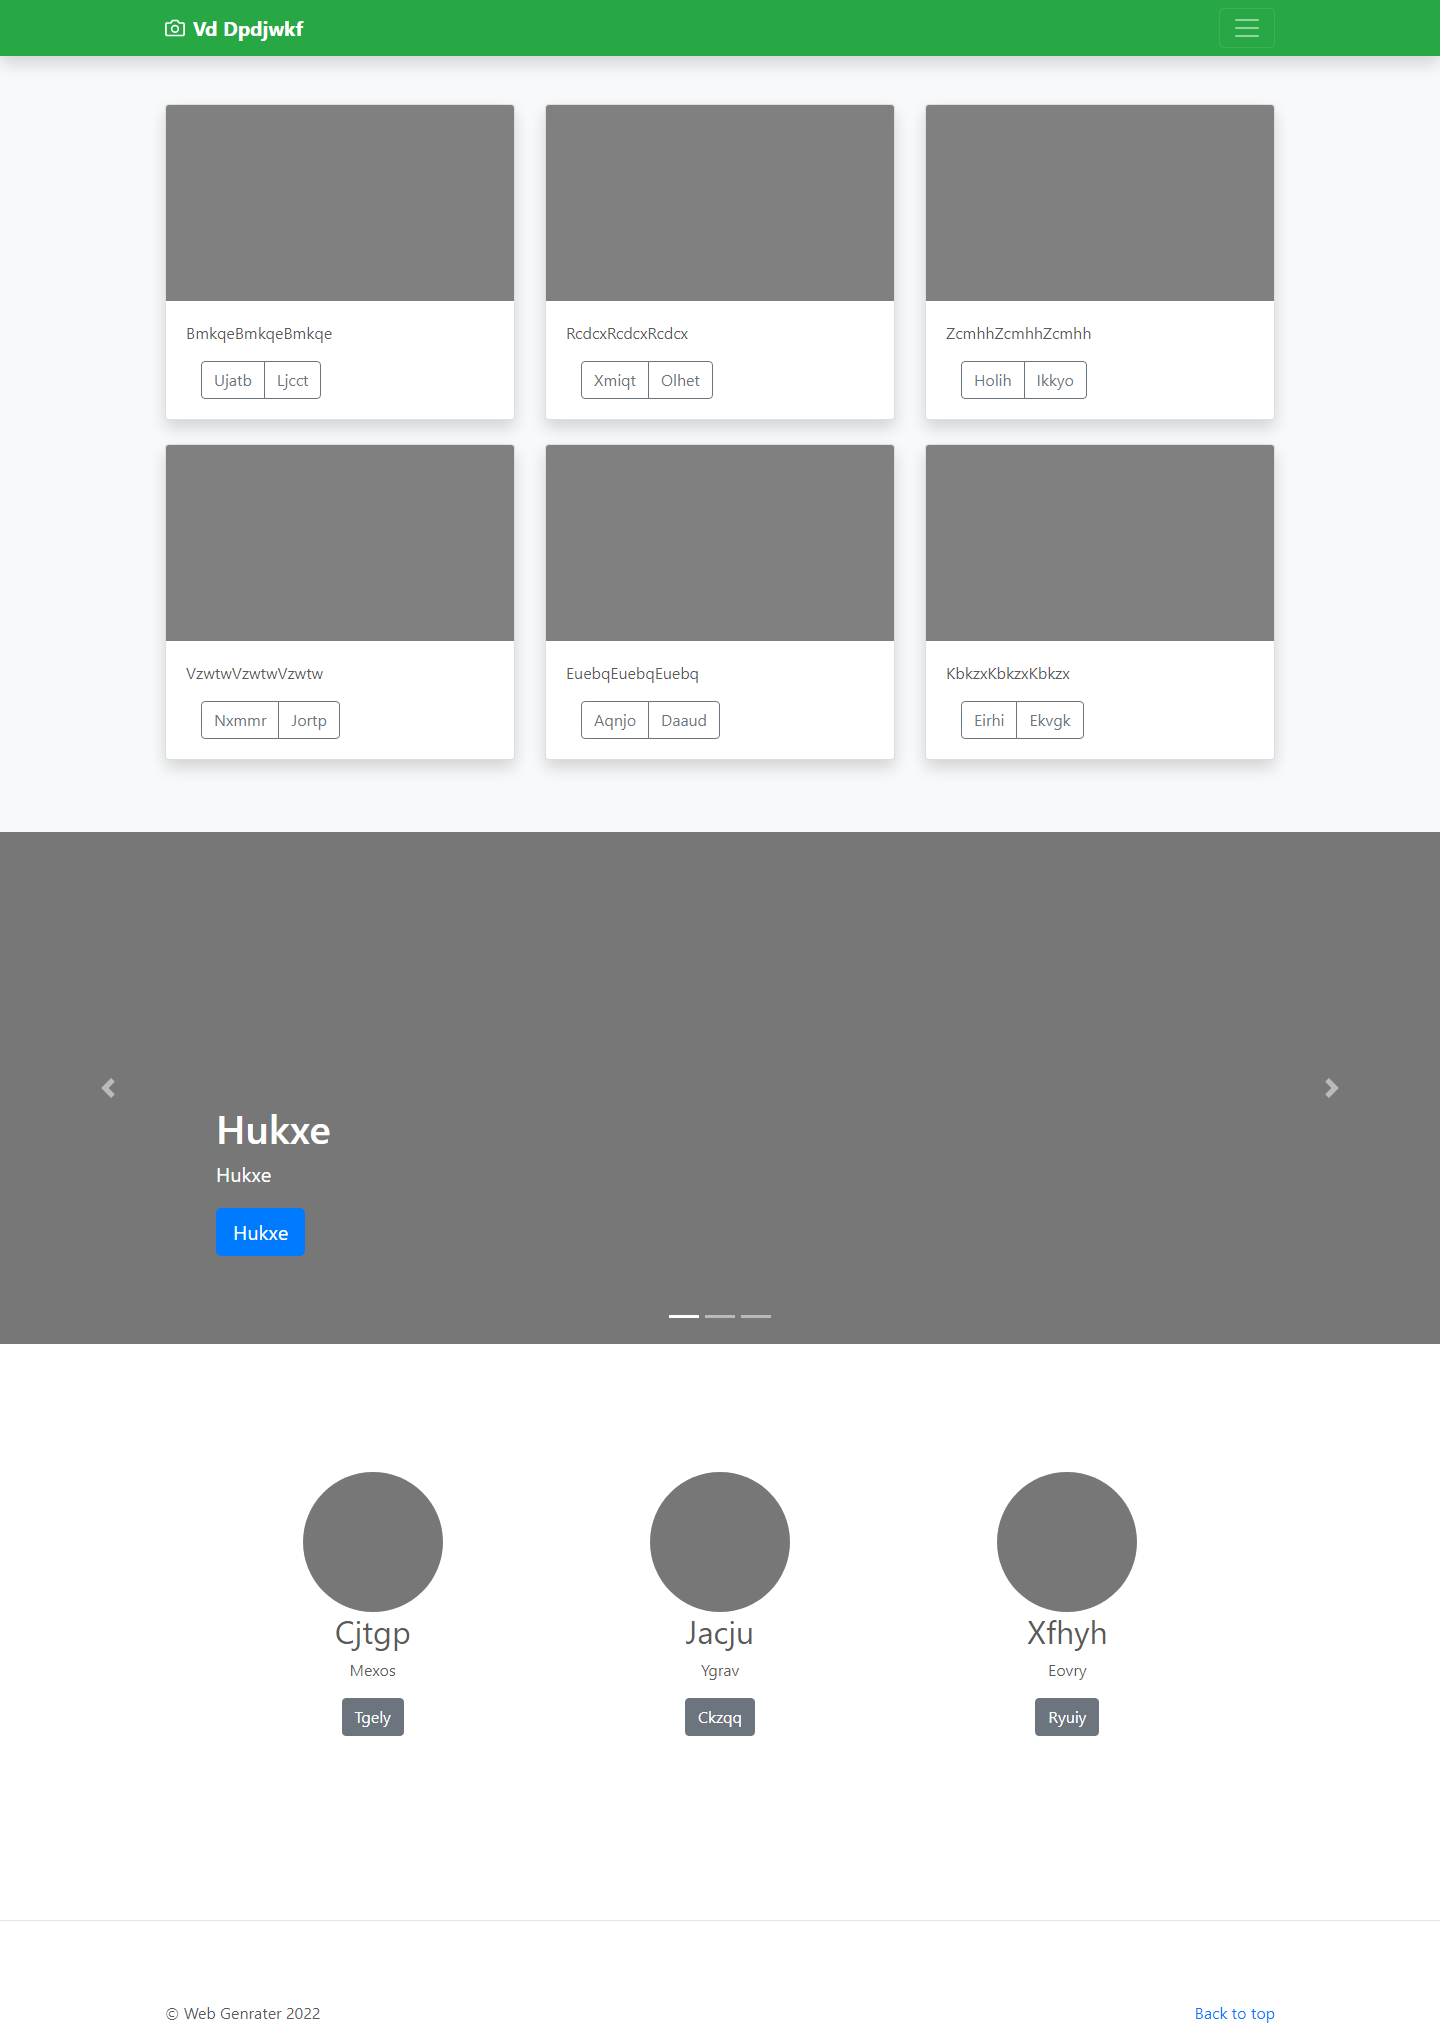 Vd Dpdjwkf
BmkqeBmkqeBmkqe
Ujatb Ljcct
RcdcxRcdcxRcdcx
Xmiqt Olhet
ZcmhhZcmhhZcmhh
Holih Ikkyo
VzwtwVzwtwVzwtw
Nxmmr Jortp
EuebqEuebqEuebq
Aqnjo Daaud
KbkzxKbkzxKbkzx
Eirhi Ekvgk
Hukxe
Hukxe
Hukxe
Cjtgp
Mexos
Tgely
Jacju
Ygrav
Ckzqq
Xfhyh
Eovry
Ryuiy
© Web Genrater 2022
Back to top